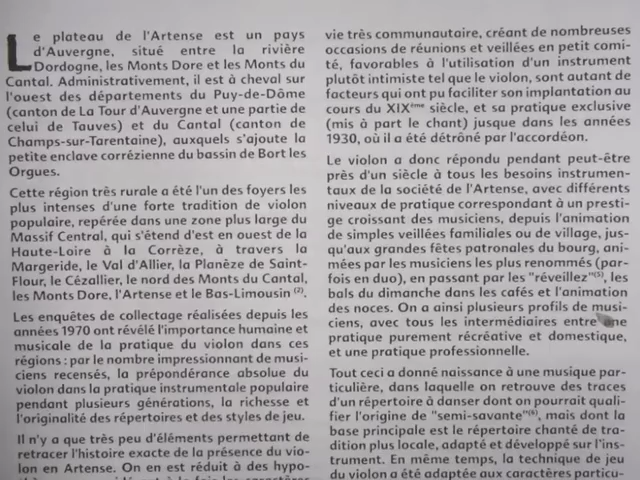 Le plateau de l'Artense est un pays
d'Auvergne, situé entre la rivière
Dordogne, les Monts Dore et les Monts du
Cantal. Administrativement, il est à cheval sur
l'ouest des départements du Puy-de-Dôme
(canton de La Tour d'Auvergne et une partie de
celui de Tauves) et du Cantal (canton de
Champs-sur-Tarentaine), auxquels s'ajoute la
petite enclave corrézienne du bassin de Bort les
Orgues.
Cette région très rurale a été l'un des foyers les
plus intenses d'une forte tradition de violon
populaire, repérée dans une zone plus large du
Massif Central, qui s'étend d'est en ouest de la
Haute-Loire à la Corrèze, à travers la
Margeride, le Val d'Allier, la Planèze de Saint-
Flour, le Cézallier, le nord des Monts du Cantal,
les Monts Dore, l'Artense et le Bas-Limousin (2).
Les enquêtes de collectage réalisées depuis les
années 1970 ont révélé l'importance humaine et
musicale de la pratique du violon dans ces
régions : par le nombre impressionnant de musi-
ciens recensés, la prépondérance absolue du
violon dans la pratique instrumentale populaire
pendant plusieurs générations, la richesse et
l'originalité des répertoires et des styles de jeu.
Il n'y a que très peu d'éléments permettant de
retracer l'histoire exacte de la présence du vio-
lon en Artense. On en est réduit à des hypo-
vie très communautaire, créant de nombreuses
occasions de réunions et veillées en petit comi-
té, favorables à l'utilisation d'un instrument
plutôt intimiste tel que le violon, sont autant de
facteurs qui ont pu faciliter son implantation au
cours du XIXème siècle, et sa pratique exclusive
(mis à part le chant) jusque dans les années
1930, où il a été détrôné par l'accordéon.
Le violon a donc répondu pendant peut-être
près d'un siècle à tous les besoins instrumen-
taux de la société de l'Artense, avec différents
niveaux de pratique correspondant à un presti-
ge croissant des musiciens, depuis l'animation
de simples veillées familiales ou de village, jus-
qu'aux grandes fêtes patronales du bourg, ani-
mées par les musiciens les plus renommés (par-
fois en duo), en passant par les "réveillez"(5), les
bals du dimanche dans les cafés et l'animation
des noces. On a ainsi plusieurs profils de musi-
ciens, avec tous les intermédiaires entre une
pratique purement récréative et domestique,
et une pratique professionnelle.
Tout ceci a donné naissance à une musique par-
ticulière, dans laquelle on retrouve des traces
d'un répertoire à danser dont on pourrait quali-
fier l'origine de "semi-savante"(6), mais dont la
base principale est le répertoire chanté de tra-
dition plus locale, adapté et développé sur l'ins-
trument. En même temps, la technique de jeu
du violon a été adaptée aux caractères particu-